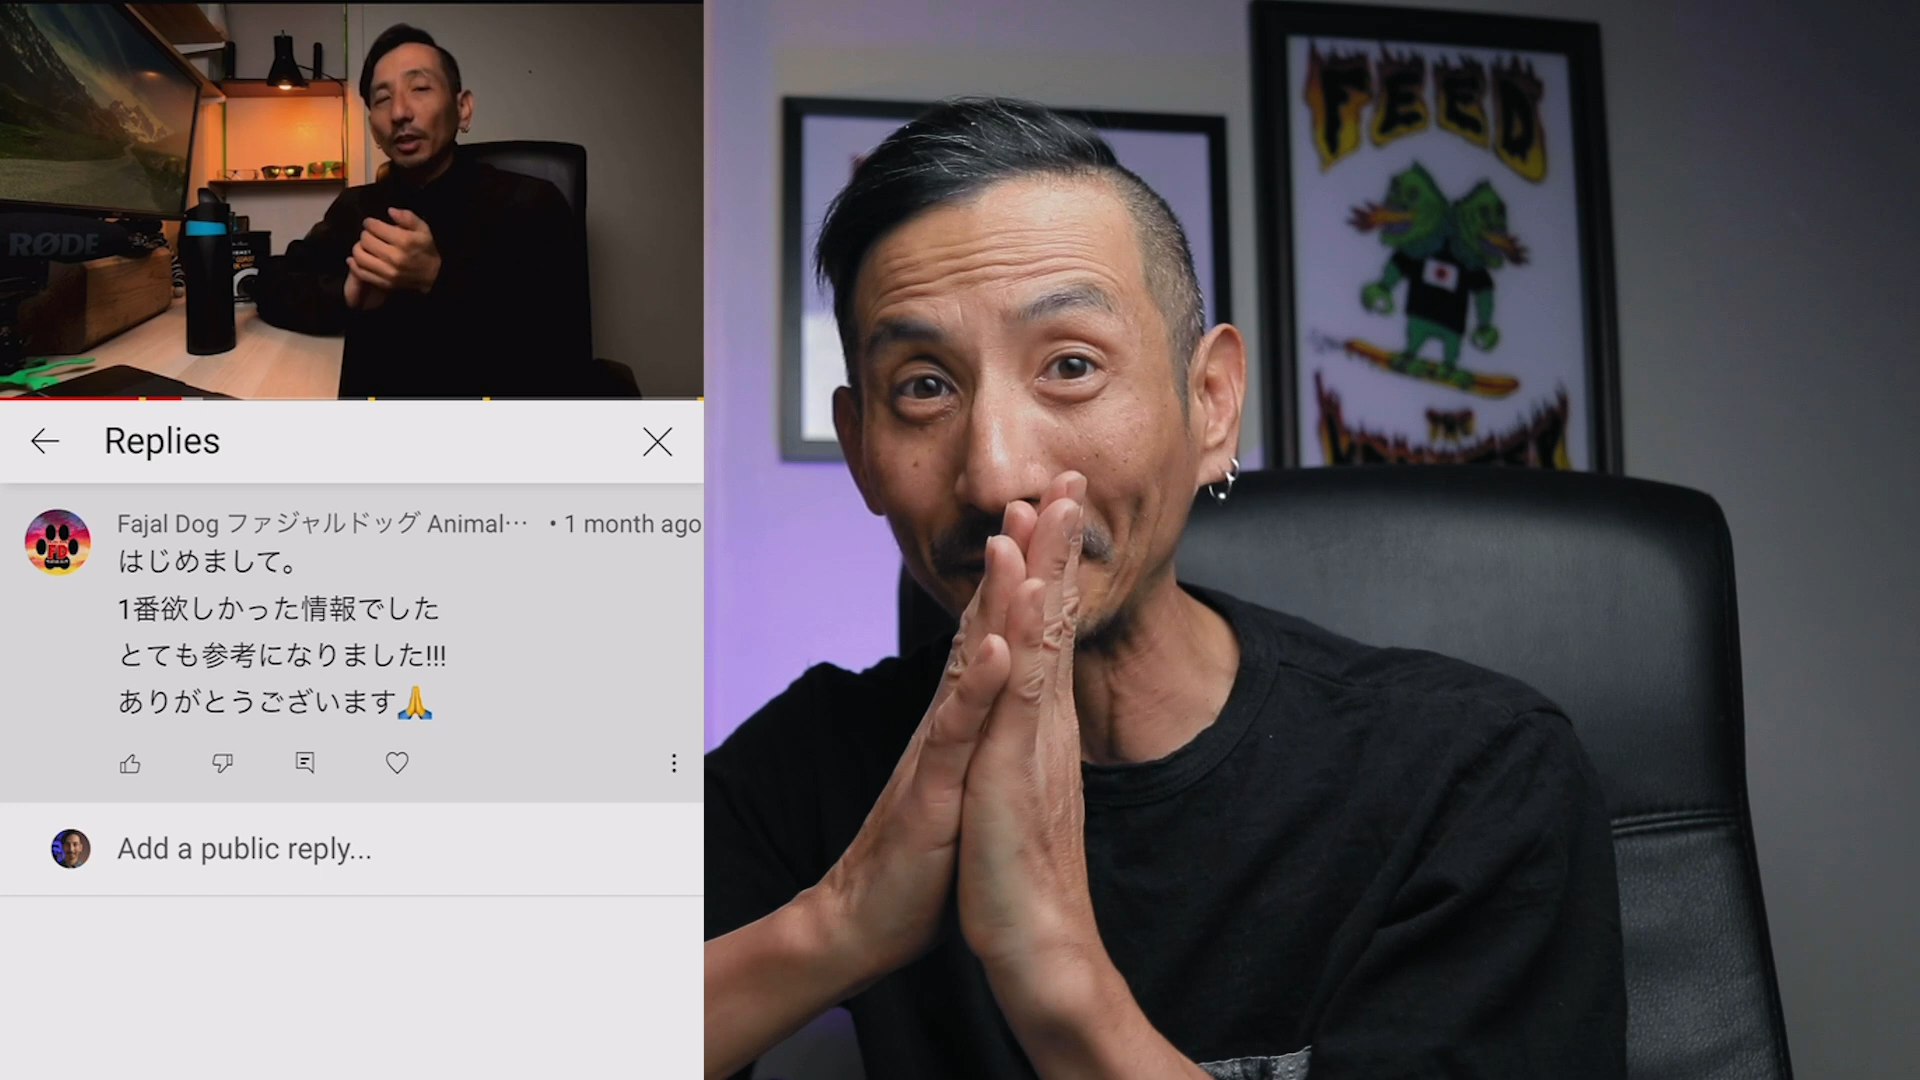 RØDE
Replies
Fajal Dog ファジャルドッグ Animal… • 1 month ago
はじめまして。
1番欲しかった情報でした
とても参考になりました!!!
ありがとうございます🙏
Add a public reply...
FEED
THE
FD